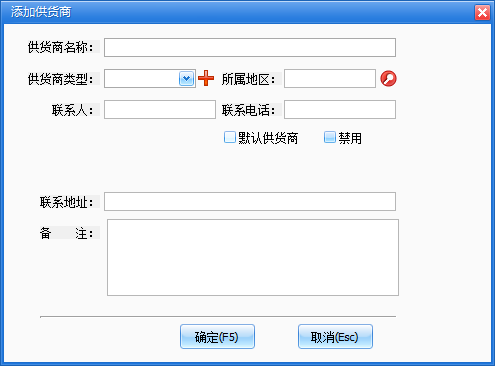 添加供货商
供货商名称：
供货商类型： 所属地区：
联系人： 联系电话：
默认供货商 禁用
联系地址：
备 注：
确定(F5) 取消(Esc)